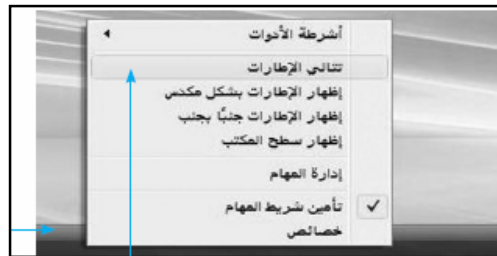 أشرطة الأدوات
تتالي الإطارات
إظهار الإطارات بشكل مكدس
إظهار الإطارات جنبًا بجنب
إظهار سطح المكتب
إدارة المهام
تأمين شريط المهام
خصائص